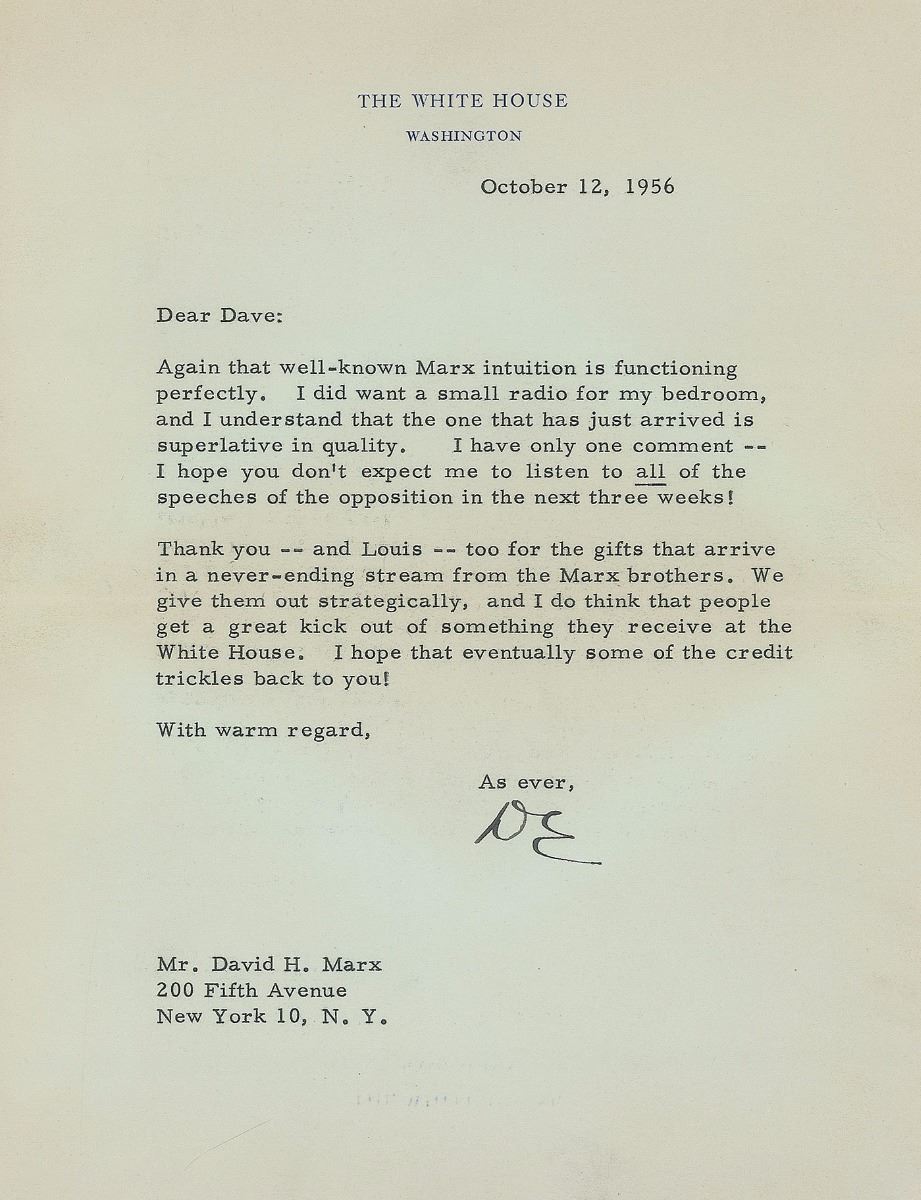 THE WHITE HOUSE
WASHINGTON
October 12, 1956
Dear Dave:
Again that well-known Marx intuition is functioning
perfectly. I did want a small radio for my bedroom,
and I understand that the one that has just arrived is
superlative in quality. I have only one comment --
I hope you don't expect me to listen to all of the
speeches of the opposition in the next three weeks!
Thank you -- and Louis -- too for the gifts that arrive
in a never-ending stream from the Marx brothers. We
give them out strategically, and I do think that people
get a great kick out of something they receive at the
White House. I hope that eventually some of the credit
trickles back to you!
With warm regard,
As ever,
DE
Mr. David H. Marx
200 Fifth Avenue
New York 10, N. Y.